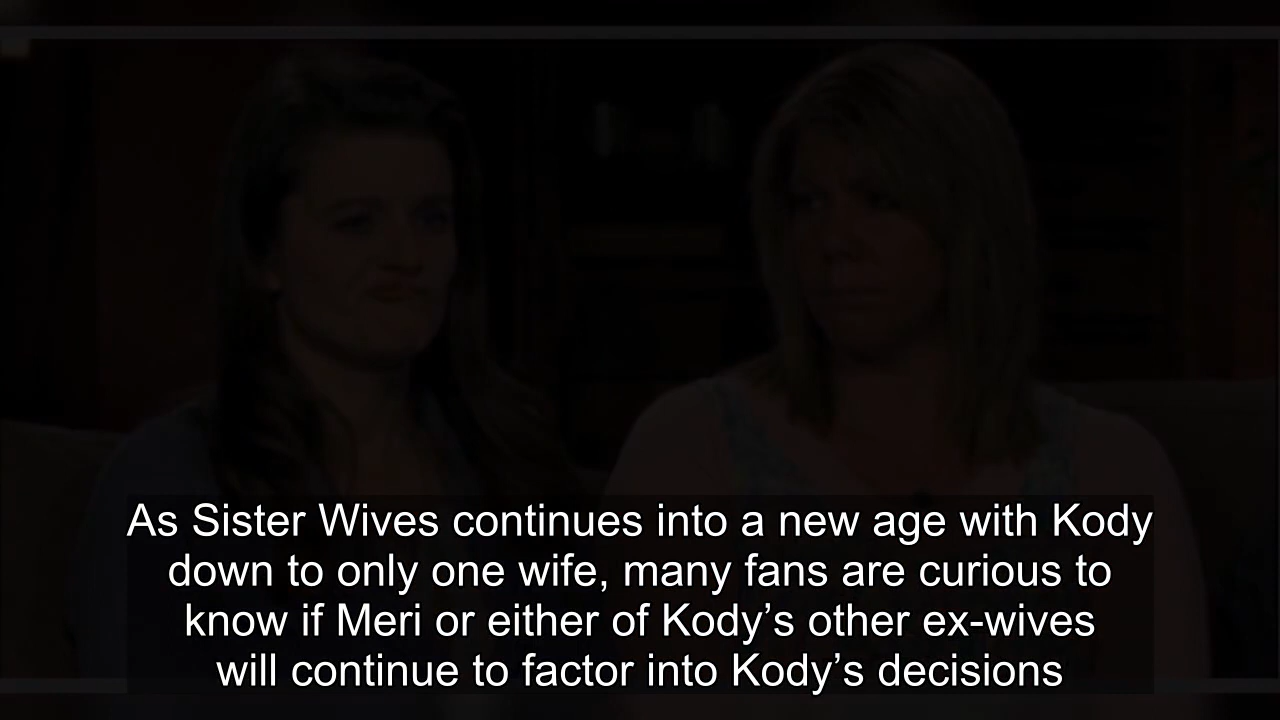 As Sister Wives continues into a new age with Kody
down to only one wife, many fans are curious to
know if Meri or either of Kody’s other ex-wives
will continue to factor into Kody’s decisions